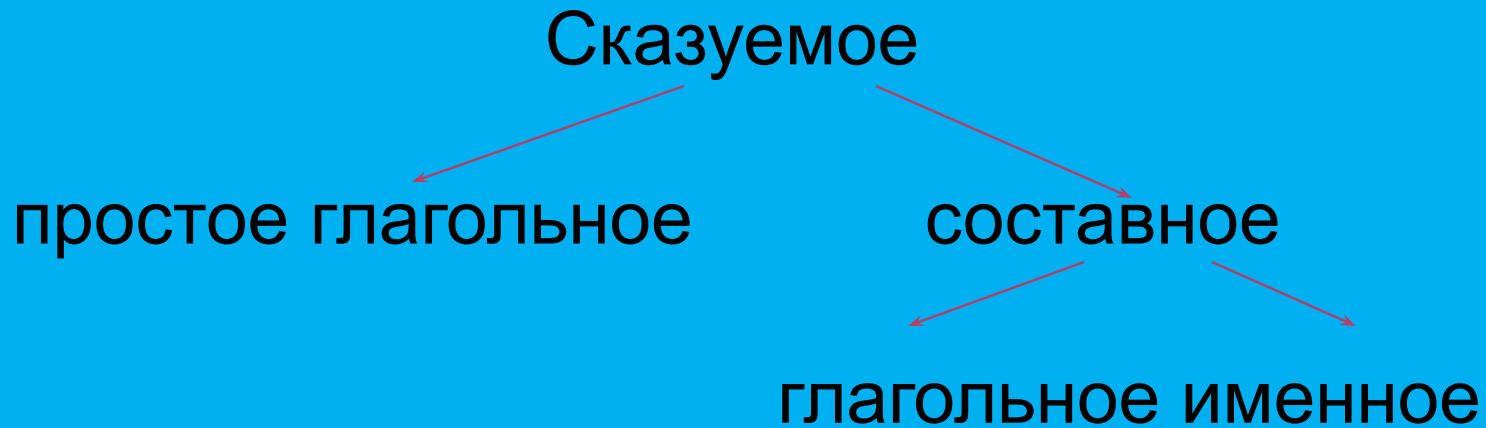 Сказуемое
простое глагольное составное
глагольное именное